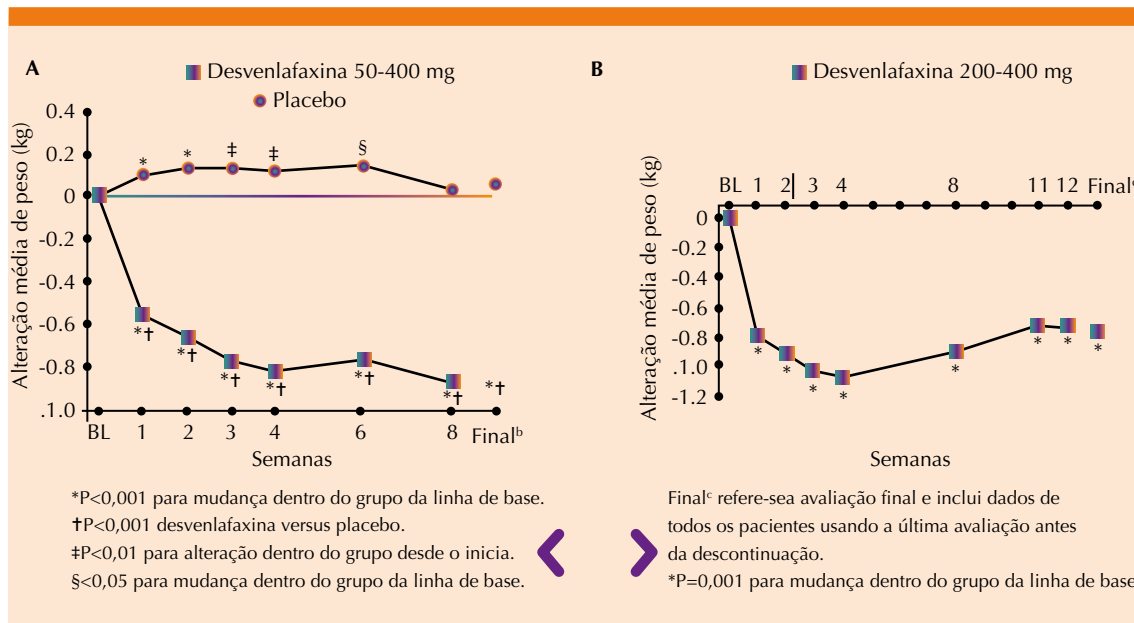 A
Desvenlafaxina 50-400 mg
Placebo
Alteração média de peso (kg)
0.4
0.2
0
-0.2
-0.4
-0.6
-0.8
.1.0
* * ‡ ‡ §
*† *† *† *† *† *† *†
BL 1 2 3 4 6 8 Finalᵇ
Semanas
*P<0,001 para mudança dentro do grupo da linha de base.
†P<0,001 desvenlafaxina versus placebo.
‡P<0,01 para alteração dentro do grupo desde o inicia.
§<0,05 para mudança dentro do grupo da linha de base.
B
Desvenlafaxina 200-400 mg
Alteração média de peso (kg)
BL 1 2 3 4 8 11 12 Final
0
-0.2
-0.4
-0.6
-0.8
-1.0
-1.2
* * * * * * * *
Semanas
Finalᶜ refere-sea avaliação final e inclui dados de
todos os pacientes usando a última avaliação antes
da descontinuação.
*P=0,001 para mudança dentro do grupo da linha de base